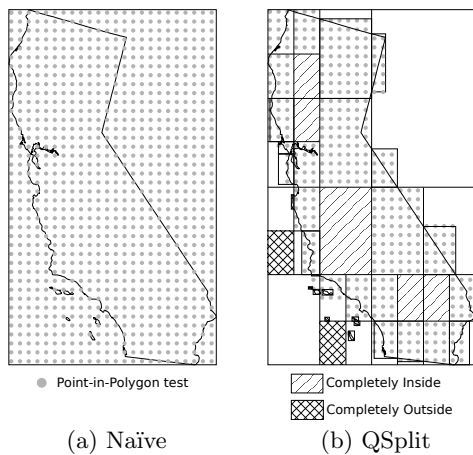 Point-in-Polygon test
Completely Inside
Completely Outside
(a) Naïve
(b) QSplit